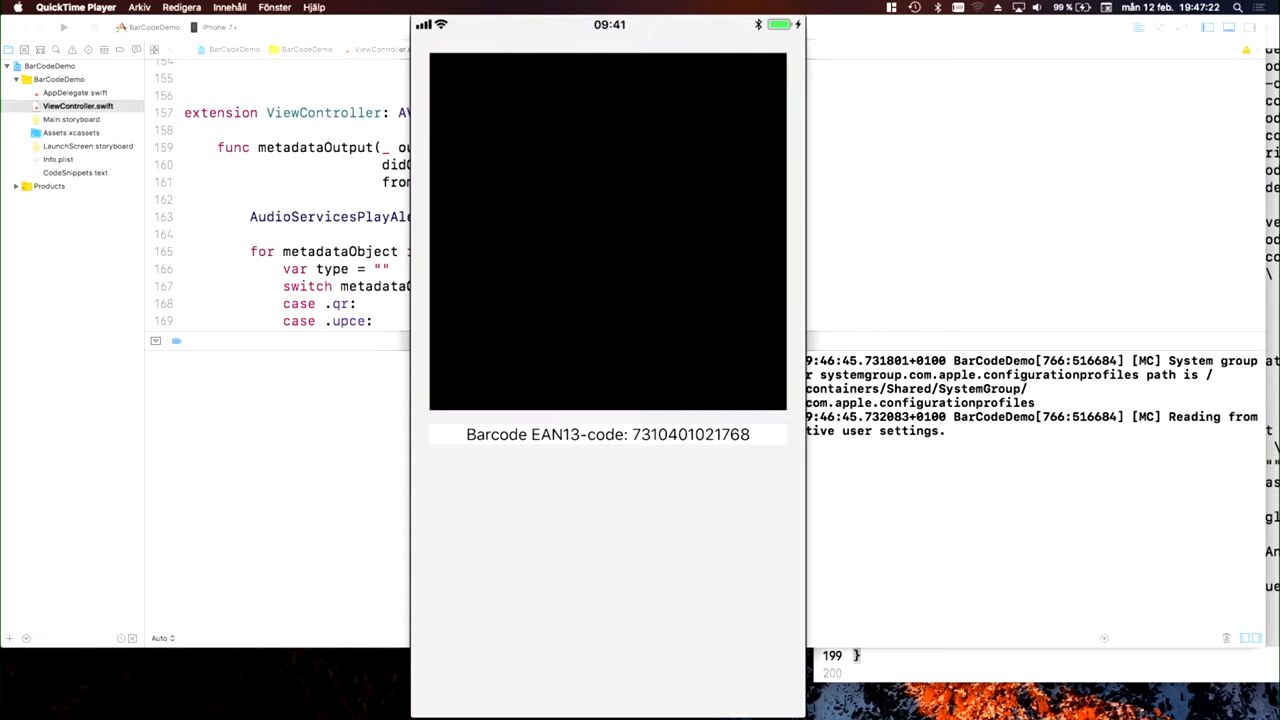 QuickTime Player Arkiv Redigera Innehåll Fönster Hjälp
99 % mån 12 feb. 19:47:22
BarCodeDemo iPhone 7+
BarCodeDemo BarCodeDemo ViewController.s
BarCodeDemo
BarCodeDemo
AppDelegate.swift
ViewController.swift
Main.storyboard
Assets.xcassets
LaunchScreen.storyboard
Info.plist
CodeSnippets.text
Products
154
155
157 extension ViewController: AV
158
159 func metadataOutput(_ ou
160 didO
161 from
162
163 AudioServicesPlayAle
164
165 for metadataObject i
166 var type = ""
167 switch metadataO
168 case .qr:
169 case .upce:
Auto
09:41
Barcode EAN13-code: 7310401021768
9:46:45.731801+0100 BarCodeDemo[766:516684] [MC] System group
r systemgroup.com.apple.configurationprofiles path is /
containers/Shared/SystemGroup/
com.apple.configurationprofiles
9:46:45.732083+0100 BarCodeDemo[766:516684] [MC] Reading from
tive user settings.
199 }
200